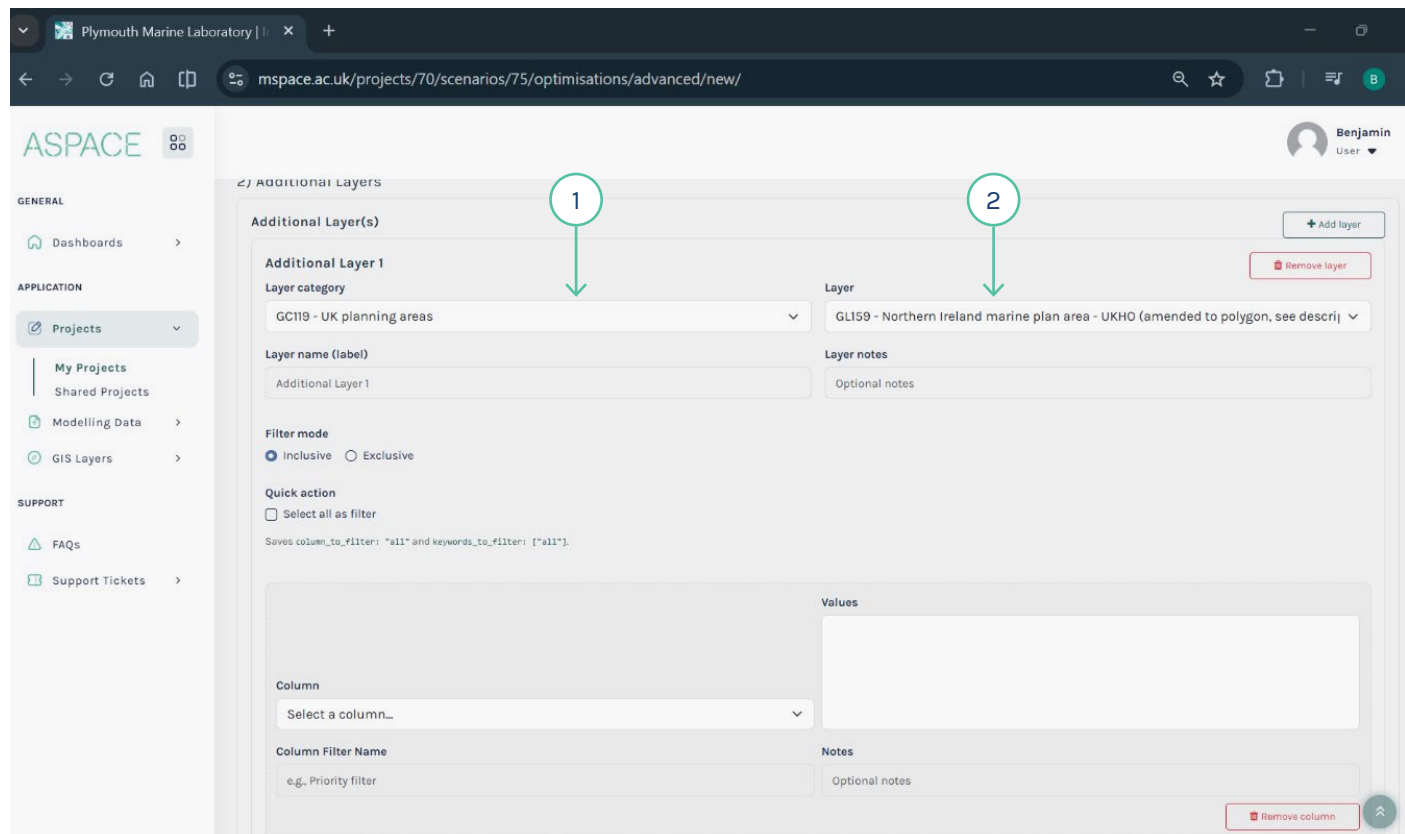 Plymouth Marine Laboratory | I
mspace.ac.uk/projects/70/scenarios/75/optimisations/advanced/new/
B
ASPACE
Benjamin
User
GENERAL
Dashboards
APPLICATION
Projects
My Projects
Shared Projects
Modelling Data
GIS Layers
SUPPORT
FAQs
Support Tickets
2) Additional Layers
1
2
Additional Layer(s)
+ Add layer
Additional Layer 1
Remove layer
Layer category
Layer
GC119 - UK planning areas
GL159 - Northern Ireland marine plan area - UKHO (amended to polygon, see descrip
Layer name (label)
Layer notes
Additional Layer 1
Optional notes
Filter mode
Inclusive Exclusive
Quick action
Select all as filter
Saves column_to_filter: "all" and keywords_to_filter: ["all"].
Values
Column
Select a column...
Column Filter Name
Notes
e.g., Priority filter
Optional notes
Remove column